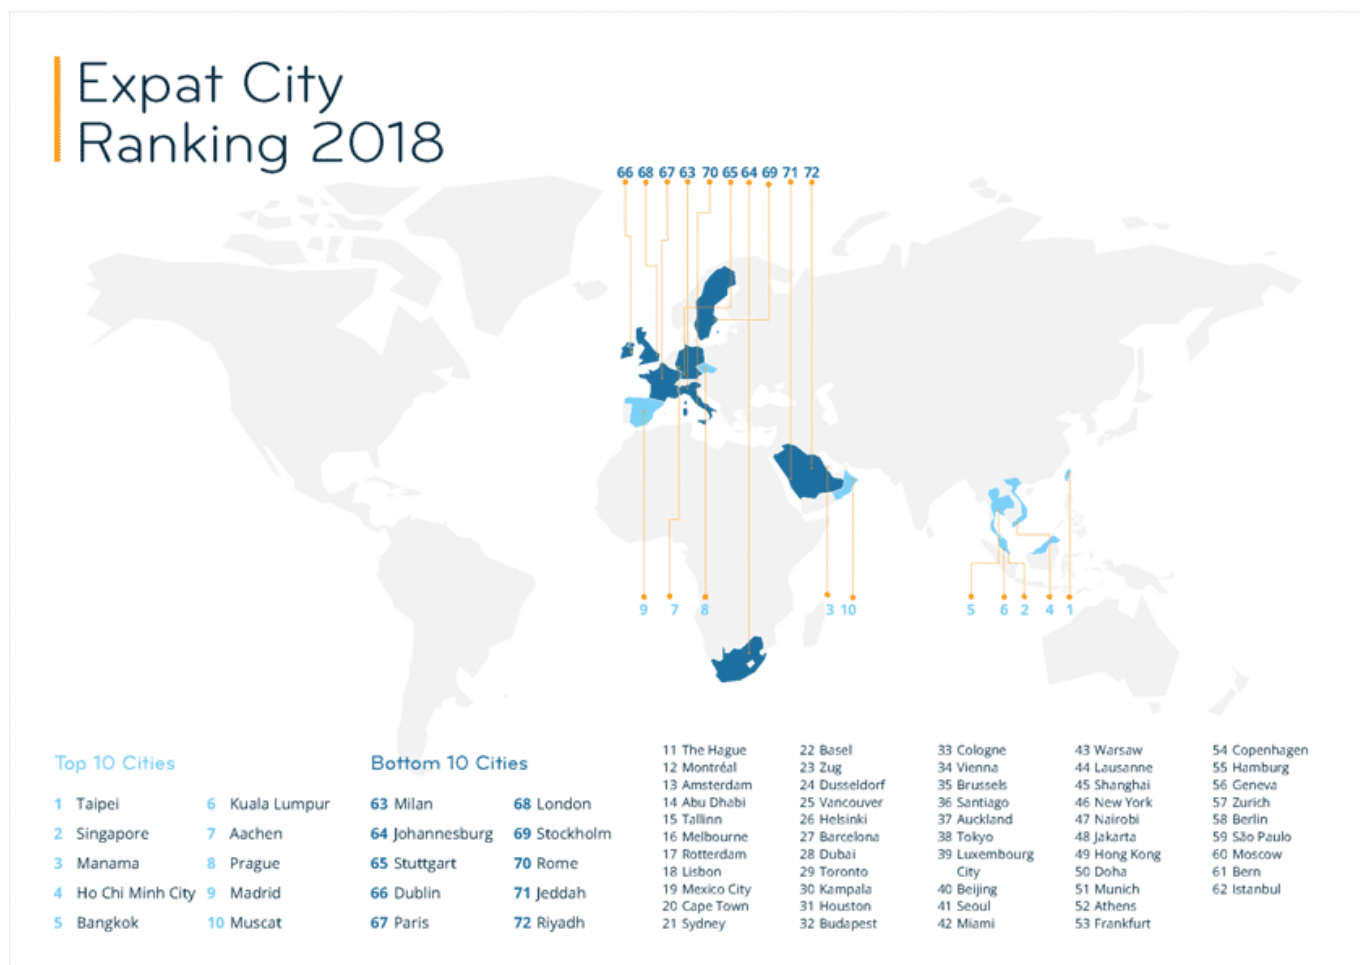 Expat City
Ranking 2018
66 68 67 63 70 65 64 69 71 72
9 7 8 3 10 5 6 2 4 1
Top 10 Cities
1 Taipei
2 Singapore
3 Manama
4 Ho Chi Minh City
5 Bangkok
6 Kuala Lumpur
7 Aachen
8 Prague
9 Madrid
10 Muscat
Bottom 10 Cities
63 Milan
64 Johannesburg
65 Stuttgart
66 Dublin
67 Paris
68 London
69 Stockholm
70 Rome
71 Jeddah
72 Riyadh
11 The Hague
12 Montréal
13 Amsterdam
14 Abu Dhabi
15 Tallinn
16 Melbourne
17 Rotterdam
18 Lisbon
19 Mexico City
20 Cape Town
21 Sydney
22 Basel
23 Zug
24 Dusseldorf
25 Vancouver
26 Helsinki
27 Barcelona
28 Dubai
29 Toronto
30 Kampala
31 Houston
32 Budapest
33 Cologne
34 Vienna
35 Brussels
36 Santiago
37 Auckland
38 Tokyo
39 Luxembourg
City
40 Beijing
41 Seoul
42 Miami
43 Warsaw
44 Lausanne
45 Shanghai
46 New York
47 Nairobi
48 Jakarta
49 Hong Kong
50 Doha
51 Munich
52 Athens
53 Frankfurt
54 Copenhagen
55 Hamburg
56 Geneva
57 Zurich
58 Berlin
59 São Paulo
60 Moscow
61 Bern
62 Istanbul